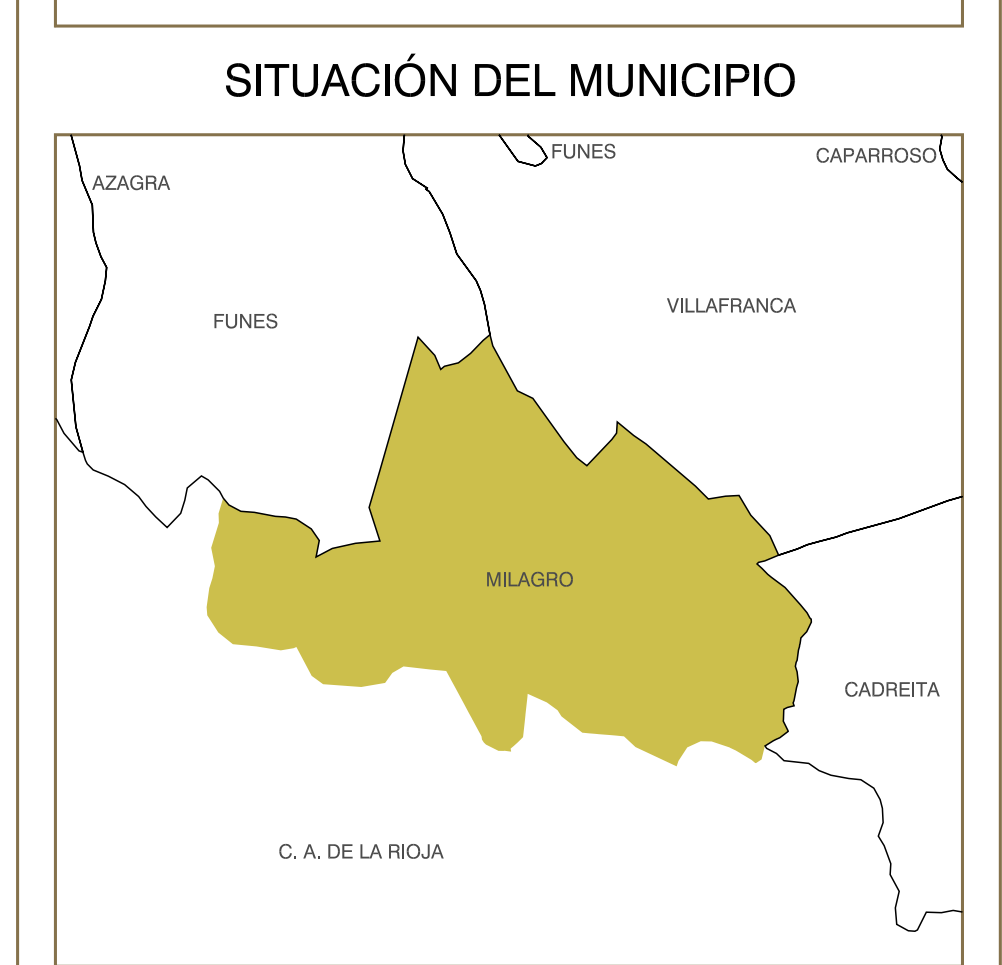 SITUACIÓN DEL MUNICIPIO
FUNES
CAPARROSO
AZAGRA
VILLAFRANCA
FUNES
MILAGRO
CADREITA
C. A. DE LA RIOJA